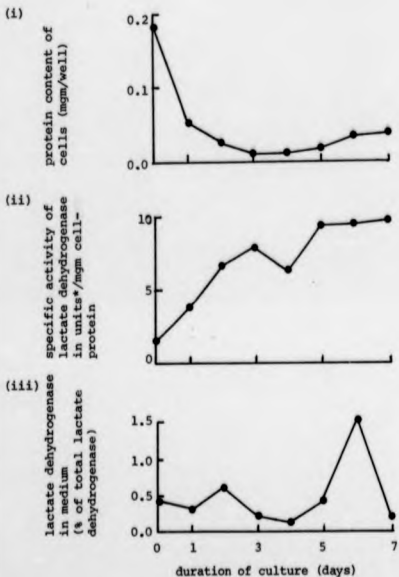 (i)
protein content of
cells (mgm/well)
0.2
0.1
0.0
(ii)
specific activity of
lactate dehydrogenase
in units*/mgm cell-
protein
10
5
0
(iii)
lactate dehydrogenase
in medium
(% of total lactate
dehydrogenase)
1.5
1.0
0.5
0.0
0 1 3 5 7
duration of culture (days)